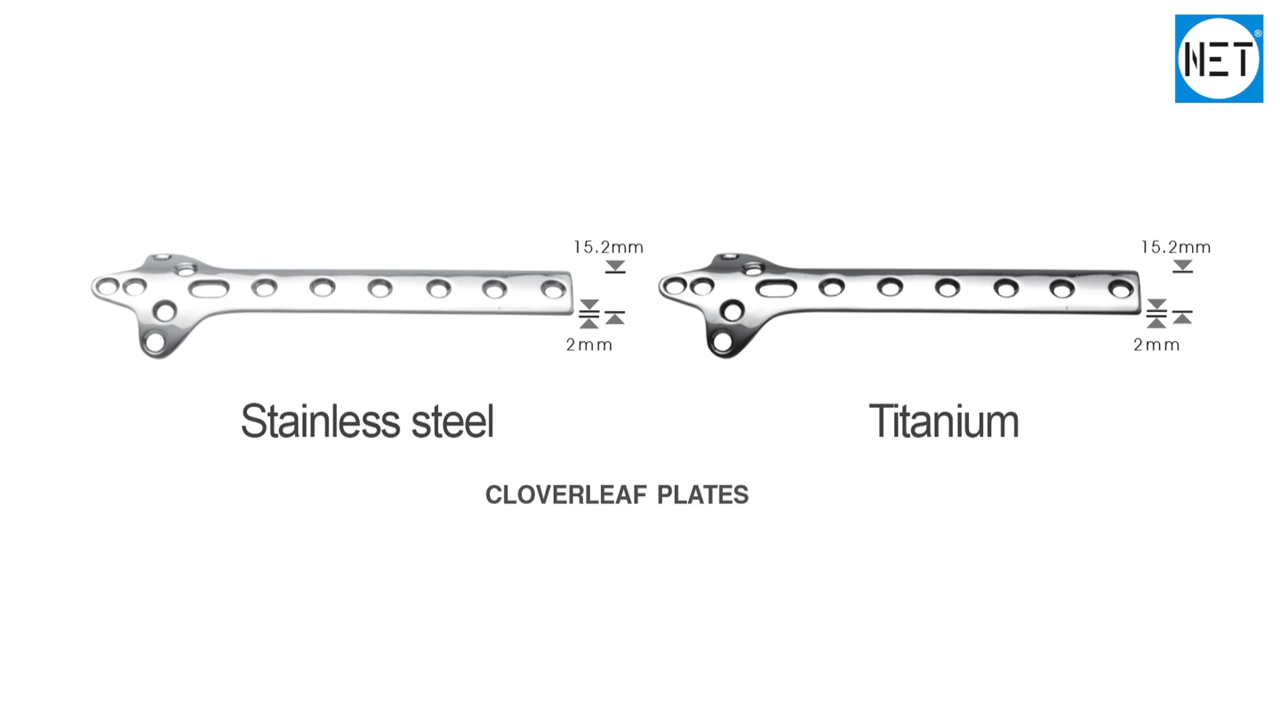 NET®
15.2mm
15.2mm
2mm
2mm
Stainless steel
Titanium
CLOVERLEAF PLATES